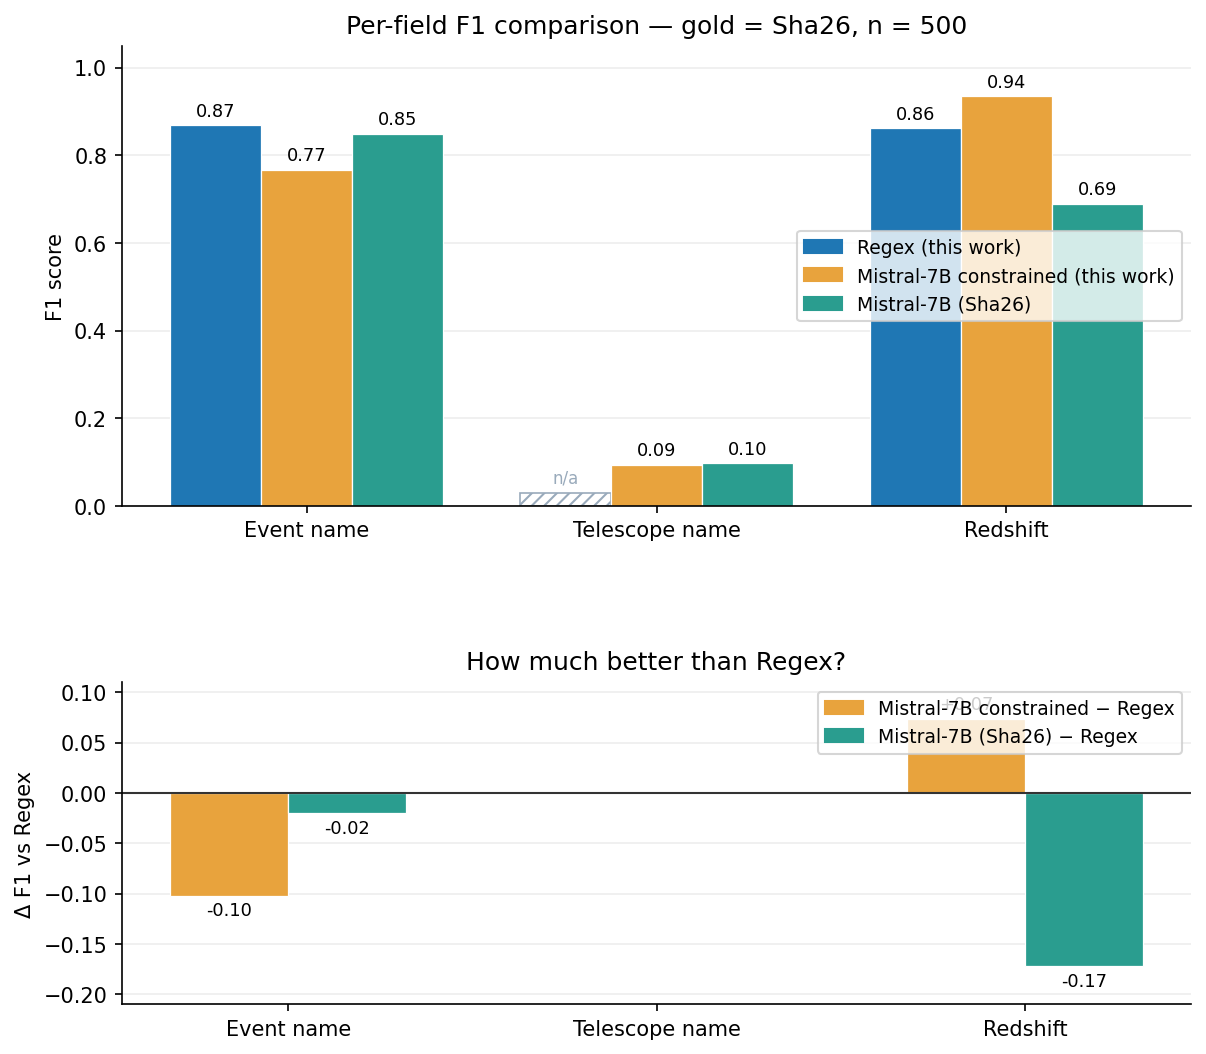 Per-field F1 comparison — gold = Sha26, n = 500
F1 score
1.0
0.8
0.6
0.4
0.2
0.0
0.87
0.77
0.85
n/a
0.09
0.10
0.86
0.94
0.69
Regex (this work)
Mistral-7B constrained (this work)
Mistral-7B (Sha26)
Event name
Telescope name
Redshift
How much better than Regex?
Δ F1 vs Regex
0.10
0.05
0.00
−0.05
−0.10
−0.15
−0.20
+0.07
Mistral-7B constrained − Regex
Mistral-7B (Sha26) − Regex
-0.10
-0.02
-0.17
Event name
Telescope name
Redshift